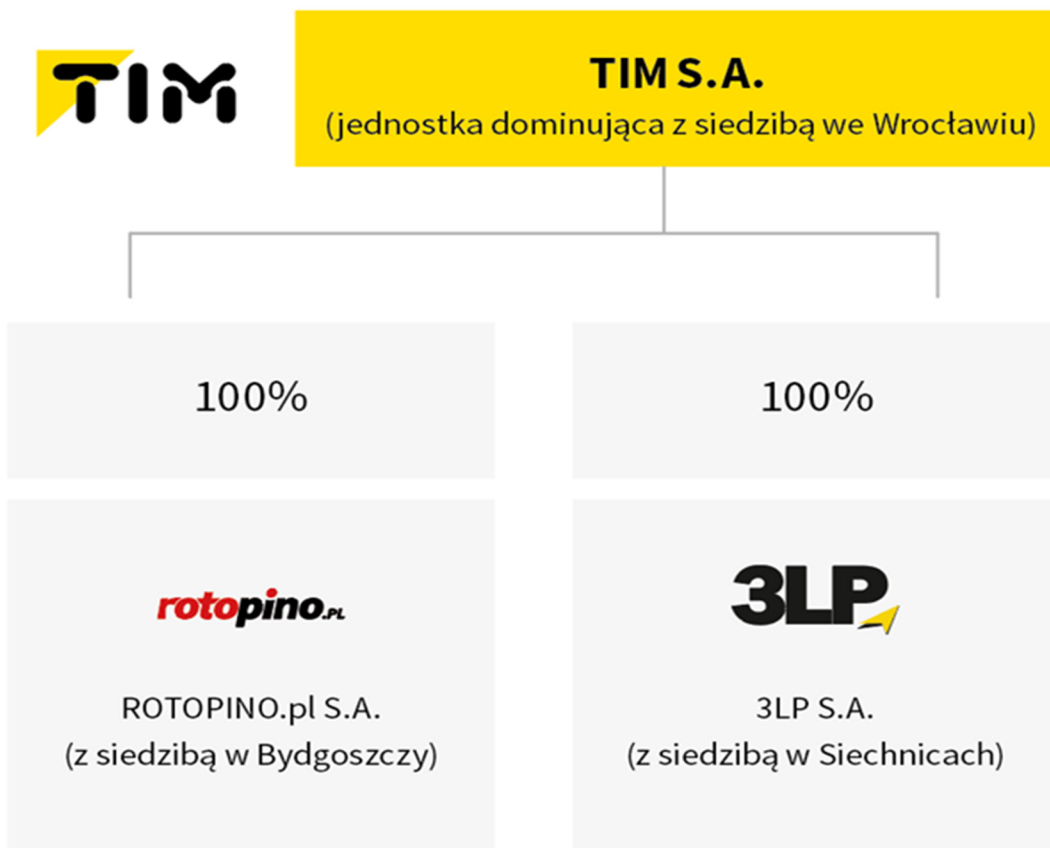 TIM
TIM S.A.
(jednostka dominująca z siedzibą we Wrocławiu)
100%
100%
rotopino.PL
ROTOPINO.pl S.A.
(z siedzibą w Bydgoszczy)
3LP
3LP S.A.
(z siedzibą w Siechnicach)